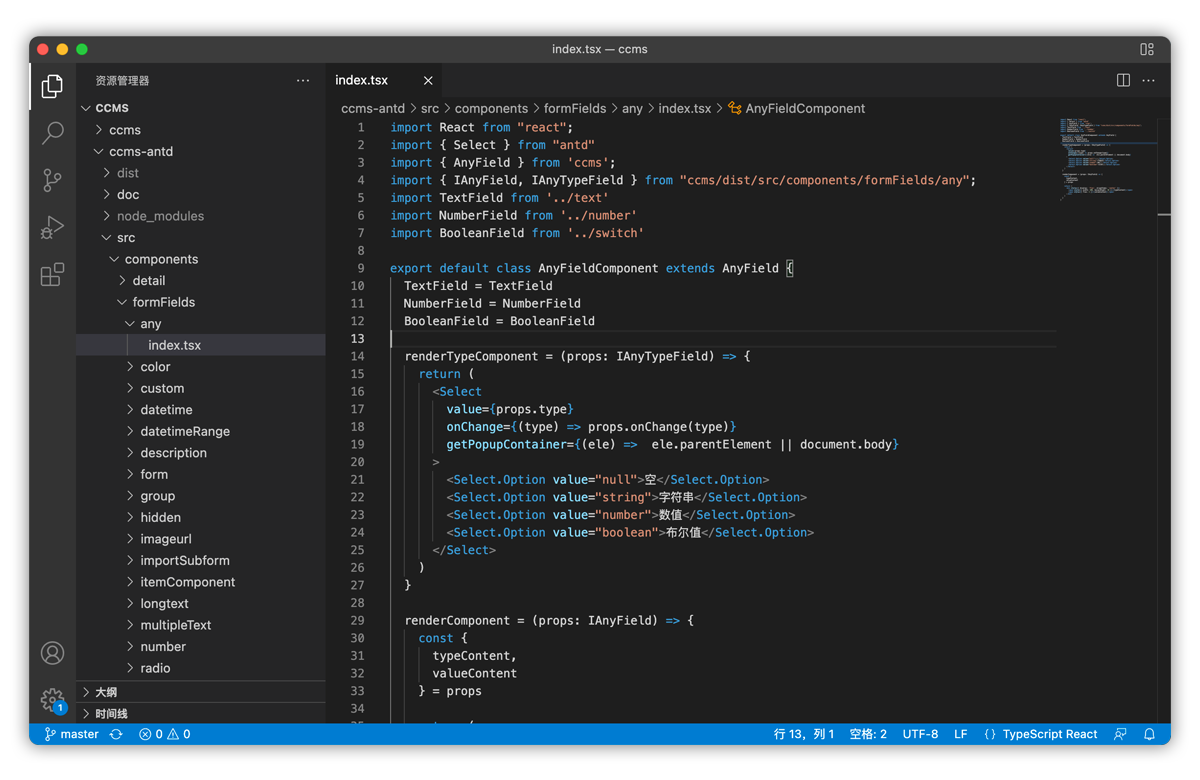 index.tsx — ccms
资源管理器
CCMS
ccms
ccms-antd
dist
doc
node_modules
src
components
detail
formFields
any
index.tsx
color
custom
datetime
datetimeRange
description
form
group
hidden
imageurl
importSubform
itemComponent
longtext
multipleText
number
radio
大纲
时间线
1
index.tsx
ccms-antd > src > components > formFields > any > index.tsx > AnyFieldComponent
1 import React from "react";
2 import { Select } from "antd"
3 import { AnyField } from 'ccms';
4 import { IAnyField, IAnyTypeField } from "ccms/dist/src/components/formFields/any";
5 import TextField from '../text'
6 import NumberField from '../number'
7 import BooleanField from '../switch'
8
9 export default class AnyFieldComponent extends AnyField {
10 TextField = TextField
11 NumberField = NumberField
12 BooleanField = BooleanField
13
14 renderTypeComponent = (props: IAnyTypeField) => {
15 return (
16 <Select
17 value={props.type}
18 onChange={(type) => props.onChange(type)}
19 getPopupContainer={(ele) =>  ele.parentElement || document.body}
20 >
21 <Select.Option value="null">空</Select.Option>
22 <Select.Option value="string">字符串</Select.Option>
23 <Select.Option value="number">数值</Select.Option>
24 <Select.Option value="boolean">布尔值</Select.Option>
25 </Select>
26 )
27 }
28
29 renderComponent = (props: IAnyField) => {
30 const {
31 typeContent,
32 valueContent
33 } = props
34
master 0 0 行 13，列 1 空格: 2 UTF-8 LF {} TypeScript React